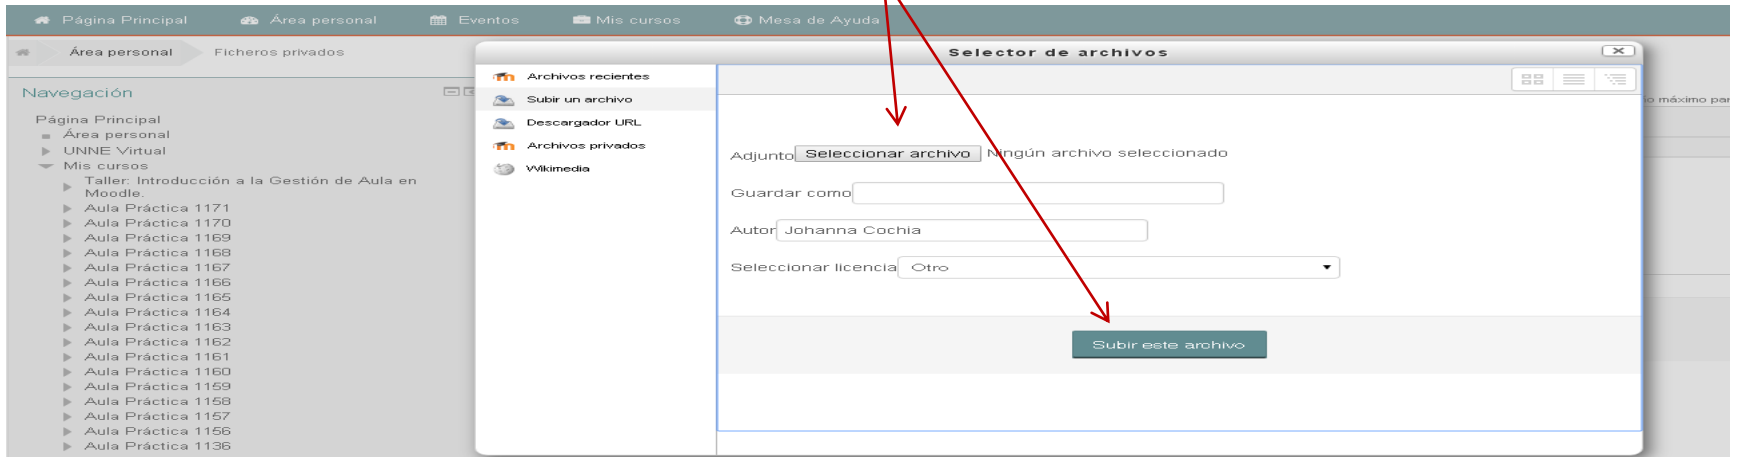 Página Principal Área personal Eventos Mis cursos Mesa de Ayuda
Área personal Ficheros privados
Selector de archivos
Navegación
Página Principal
Área personal
UNNE Virtual
Mis cursos
Taller: Introducción a la Gestión de Aula en
Moodle.
Aula Práctica 1171
Aula Práctica 1170
Aula Práctica 1169
Aula Práctica 1168
Aula Práctica 1167
Aula Práctica 1166
Aula Práctica 1165
Aula Práctica 1164
Aula Práctica 1163
Aula Práctica 1162
Aula Práctica 1161
Aula Práctica 1160
Aula Práctica 1159
Aula Práctica 1158
Aula Práctica 1157
Aula Práctica 1156
Aula Práctica 1136
Archivos recientes
Subir un archivo
Descargador URL
Archivos privados
Wikimedia
Adjunto Seleccionar archivo Ningún archivo seleccionado
Guardar como
Autor Johanna Cochia
Seleccionar licencia Otro
Subir este archivo
máximo par